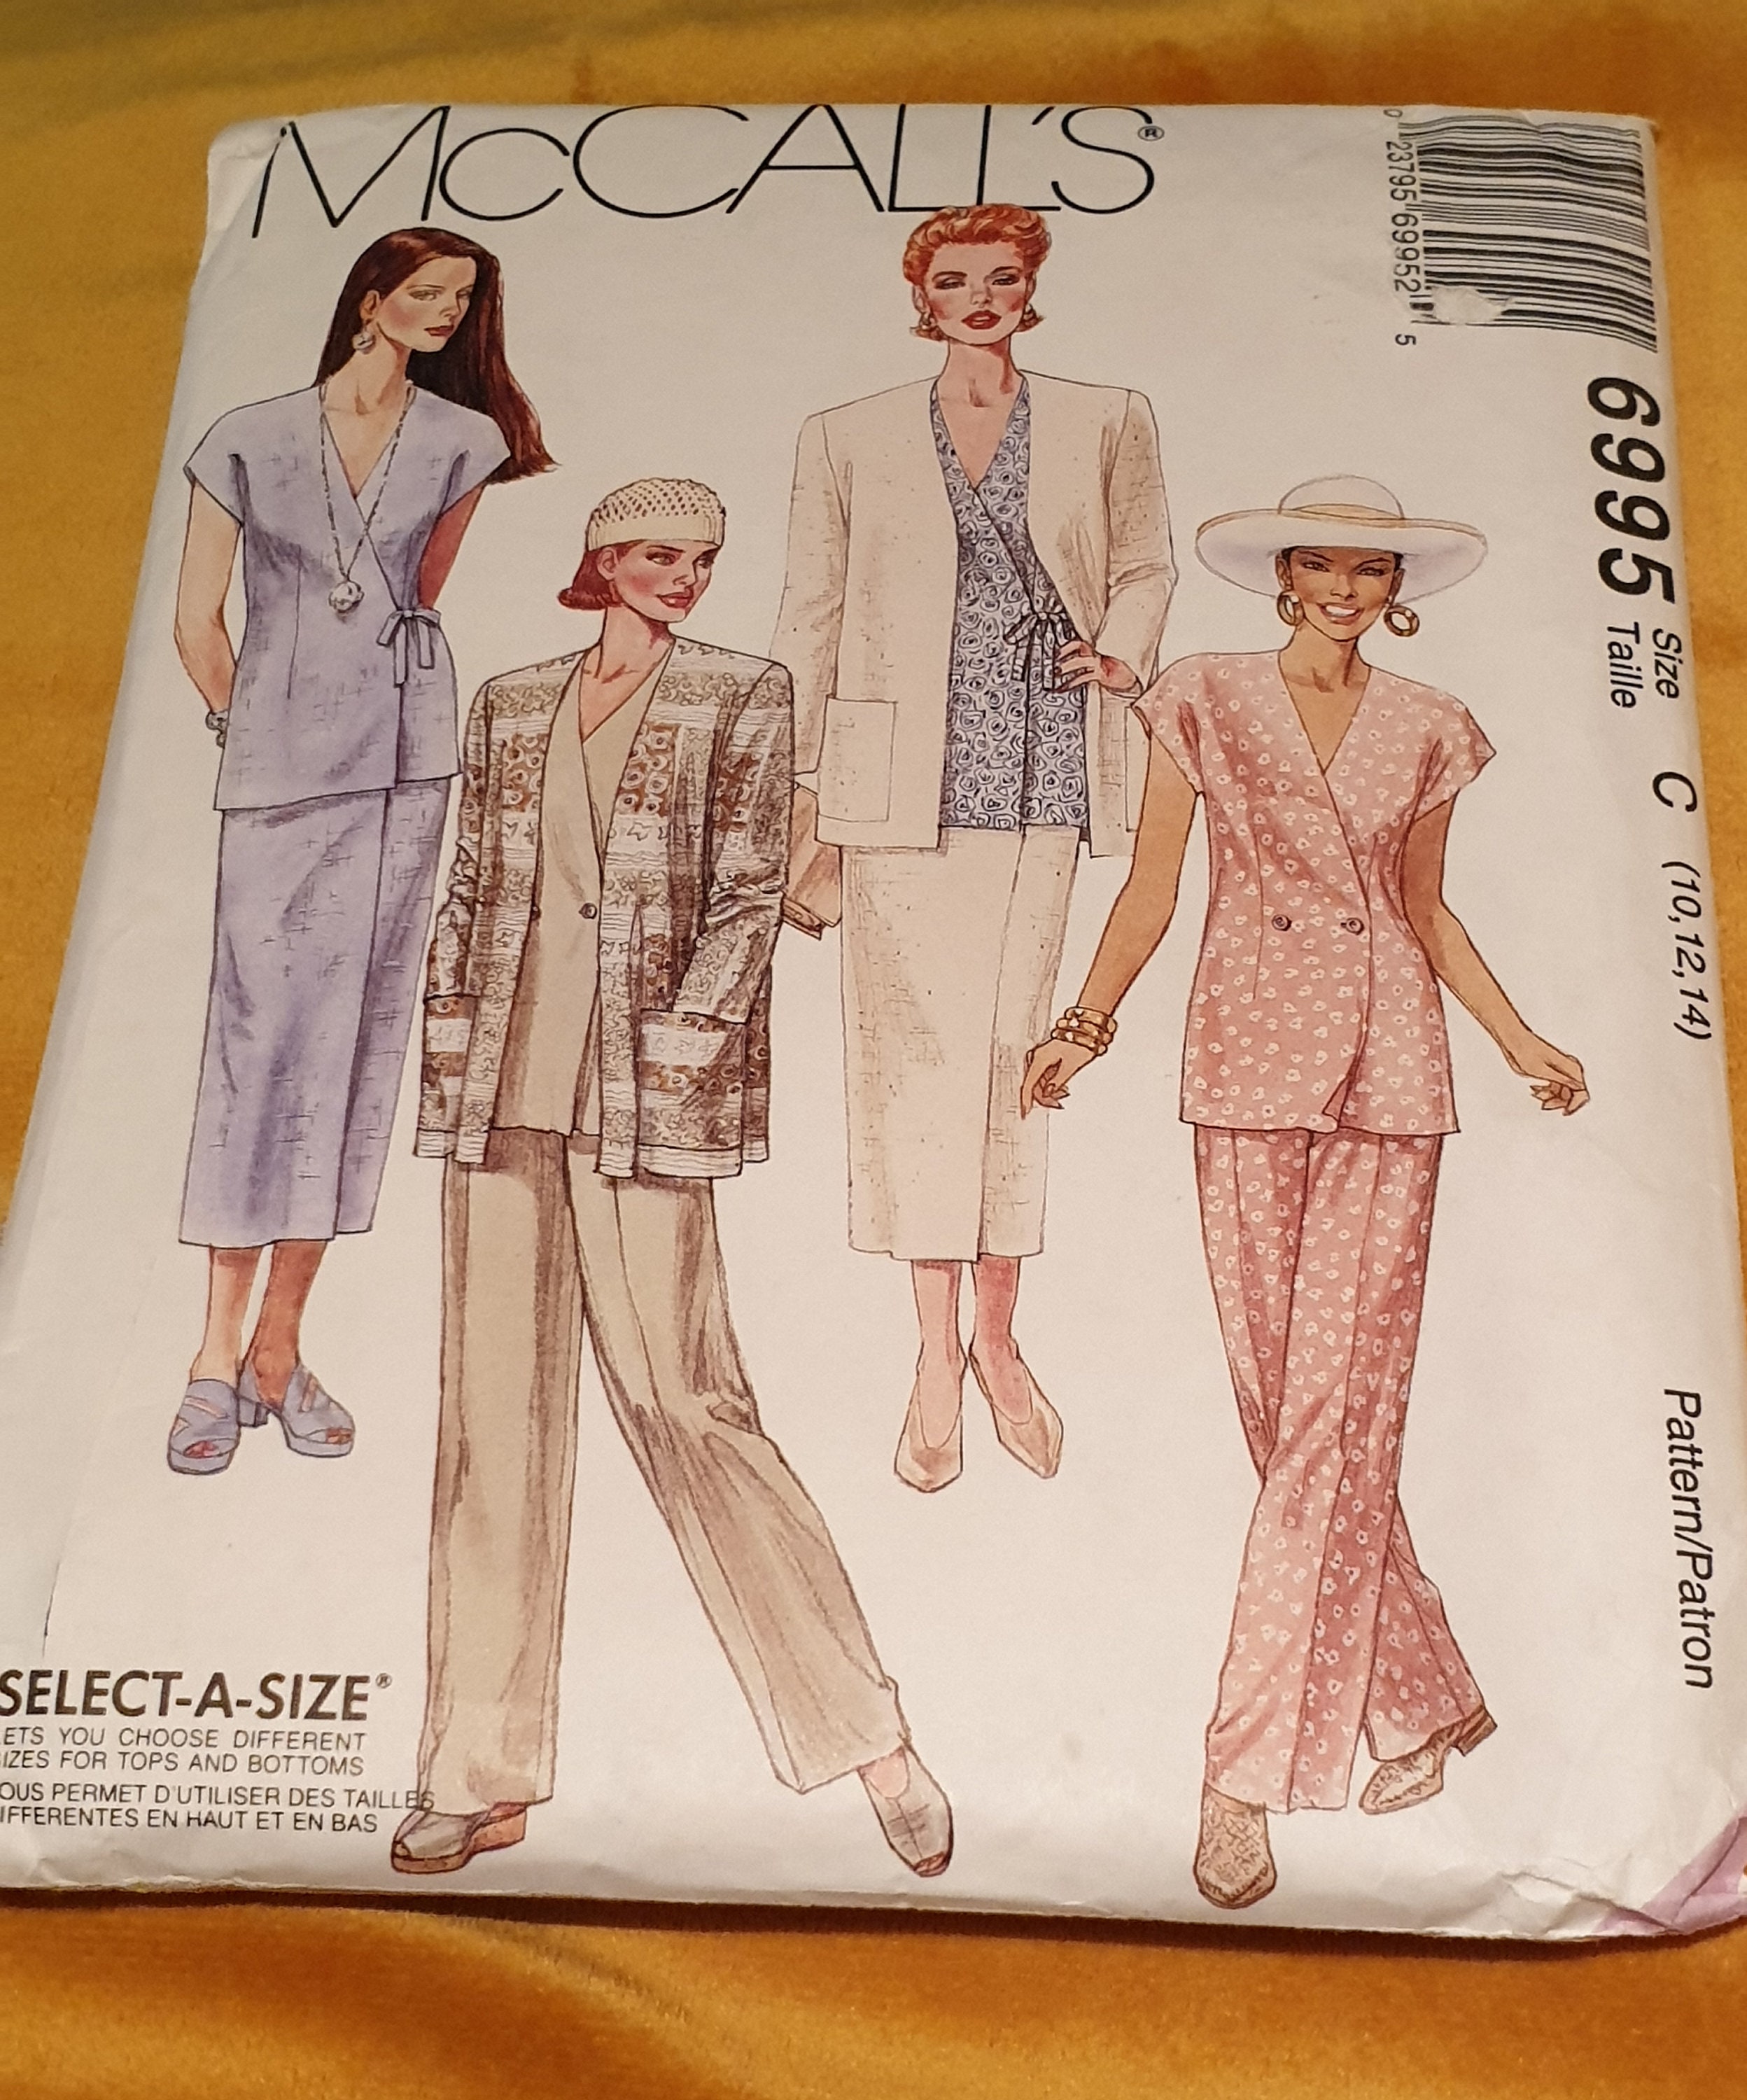 McCALL'S®
0 23795 69952 5
6995 Size C (10,12,14)
Taille
Pattern/Patron
SELECT-A-SIZE®
LETS YOU CHOOSE DIFFERENT
SIZES FOR TOPS AND BOTTOMS
VOUS PERMET D'UTILISER DES TAILLES
DIFFERENTES EN HAUT ET EN BAS